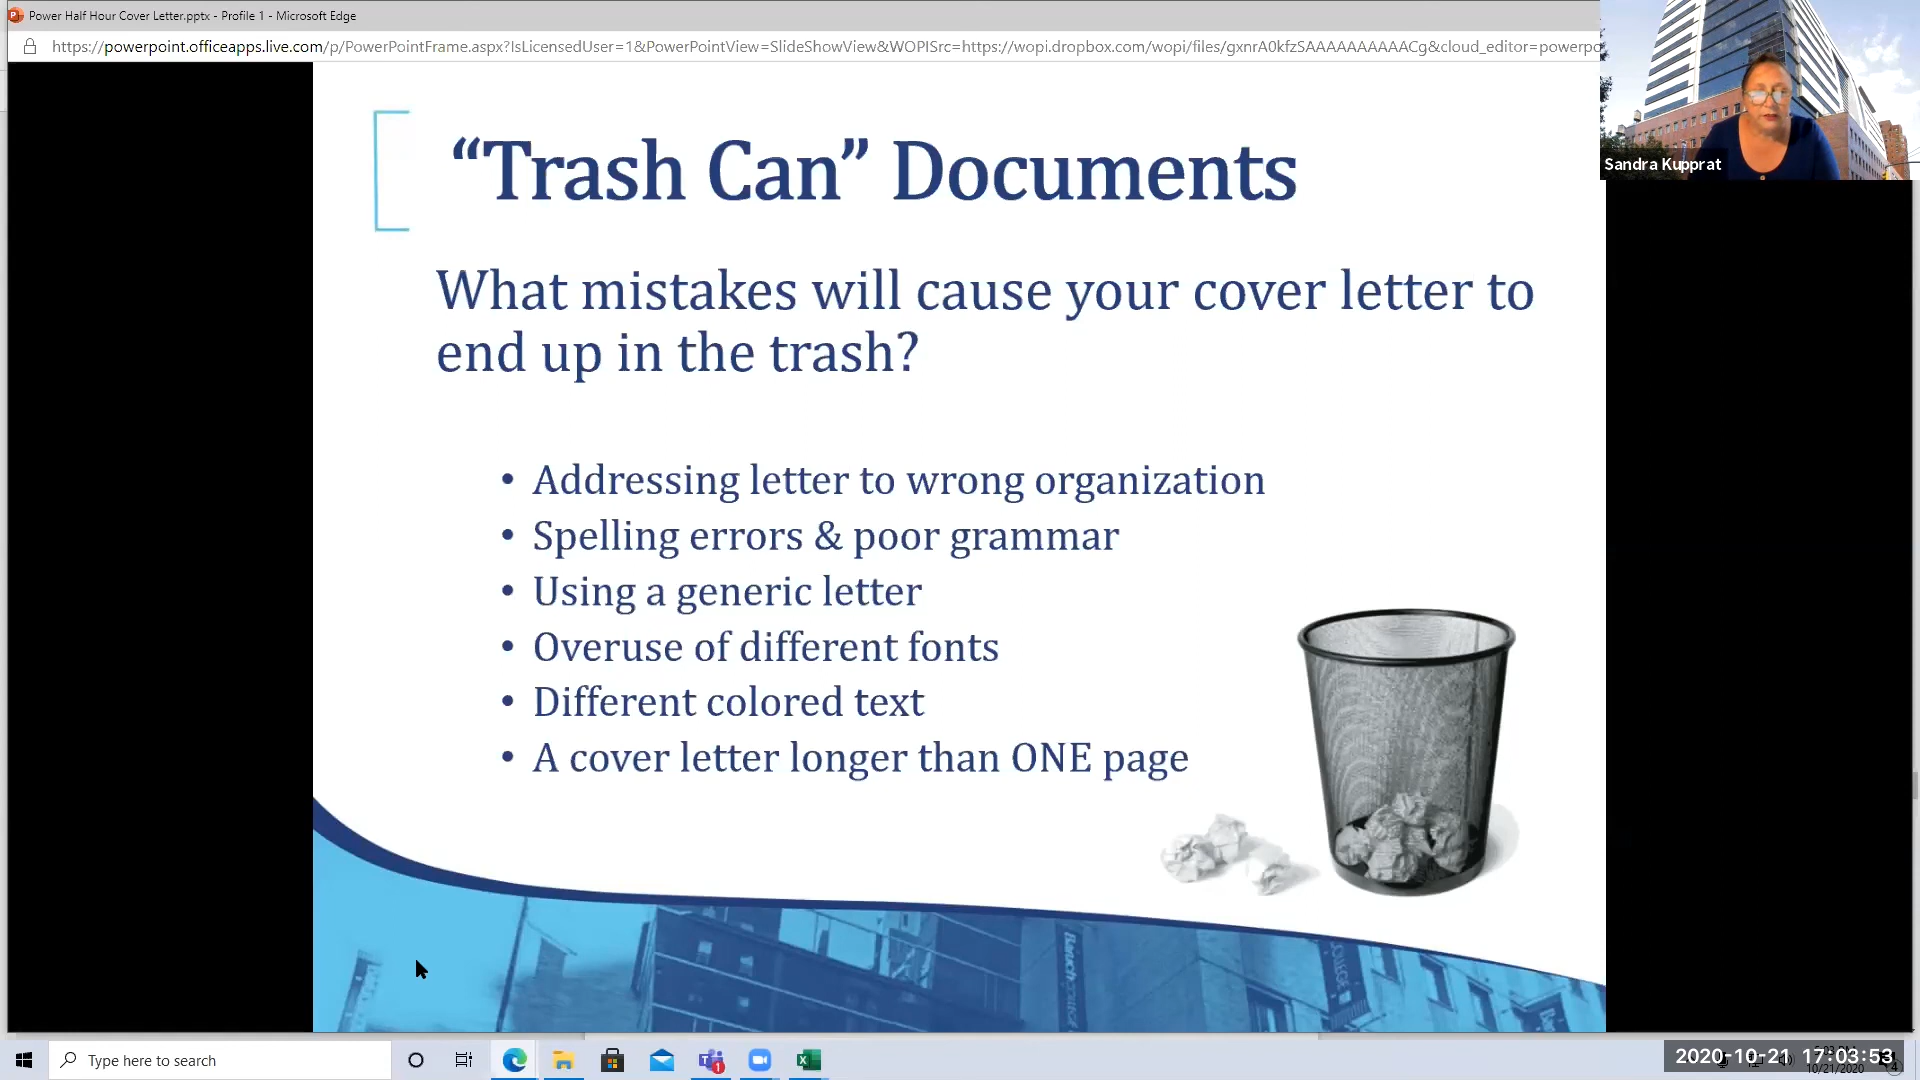 Power Half Hour Cover Letter.pptx - Profile 1 - Microsoft Edge
https://powerpoint.officeapps.live.com/p/PowerPointFrame.aspx?IsLicensedUser=1&PowerPointView=SlideShowView&WOPISrc=https://wopi.dropbox.com/wopi/files/gxnrA0kfzSAAAAAAAAAACg&cloud_editor=powerpo
Sandra Kupprat
“Trash Can” Documents
What mistakes will cause your cover letter to
end up in the trash?
• Addressing letter to wrong organization
• Spelling errors & poor grammar
• Using a generic letter
• Overuse of different fonts
• Different colored text
• A cover letter longer than ONE page
Type here to search
2020-10-21 17:03:53
10/21/2020